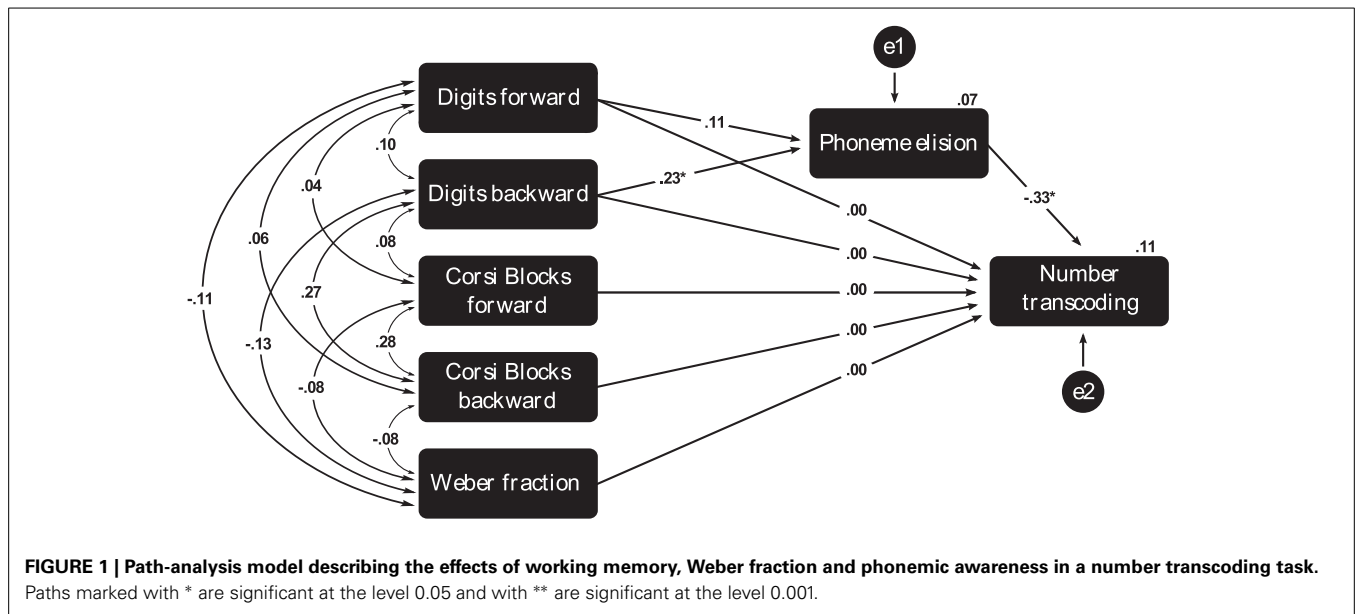 e1
.07
Digits forward
.11
Phoneme elision
.10
.04
Digits backward
.23*
-.33*
.00
.06
.08
.00
.11
Corsi Blocks
forward
.00
Number
transcoding
-.11
.27
-.13
.28
.00
-.08
Corsi Blocks
backward
.00
e2
-.08
Weber fraction
FIGURE 1 | Path-analysis model describing the effects of working memory, Weber fraction and phonemic awareness in a number transcoding task.
Paths marked with * are significant at the level 0.05 and with ** are significant at the level 0.001.